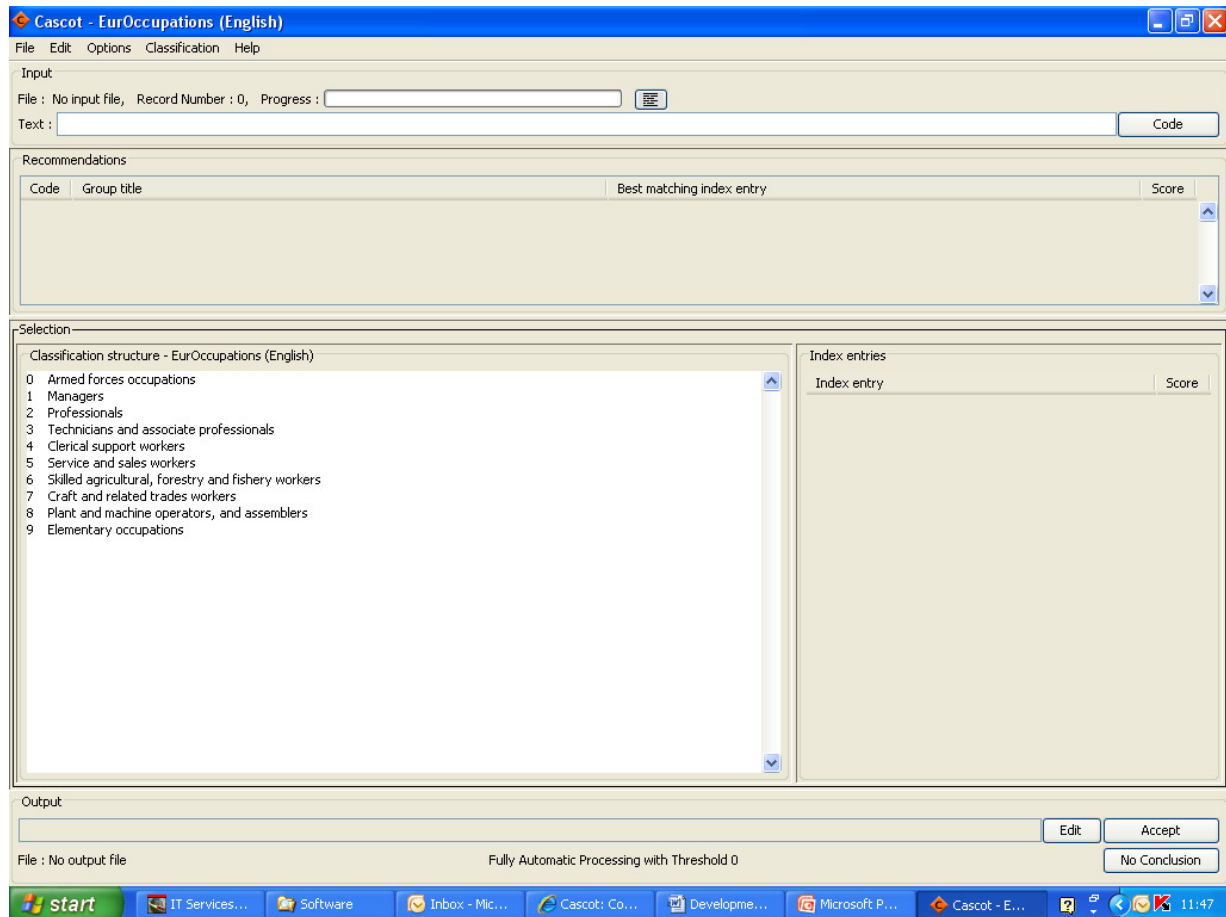 Cascot - EurOccupations (English)
File Edit Options Classification Help
Input
File : No input file, Record Number : 0, Progress :
Text :
Code
Recommendations
Code Group title Best matching index entry Score
Selection
Classification structure - EurOccupations (English)
0 Armed forces occupations
1 Managers
2 Professionals
3 Technicians and associate professionals
4 Clerical support workers
5 Service and sales workers
6 Skilled agricultural, forestry and fishery workers
7 Craft and related trades workers
8 Plant and machine operators, and assemblers
9 Elementary occupations
Index entries
Index entry Score
Output
Edit Accept
File : No output file Fully Automatic Processing with Threshold 0 No Conclusion
start IT Services... Software Inbox - Mic... Cascot: Co... Developme... Microsoft P... Cascot - E... 11:47